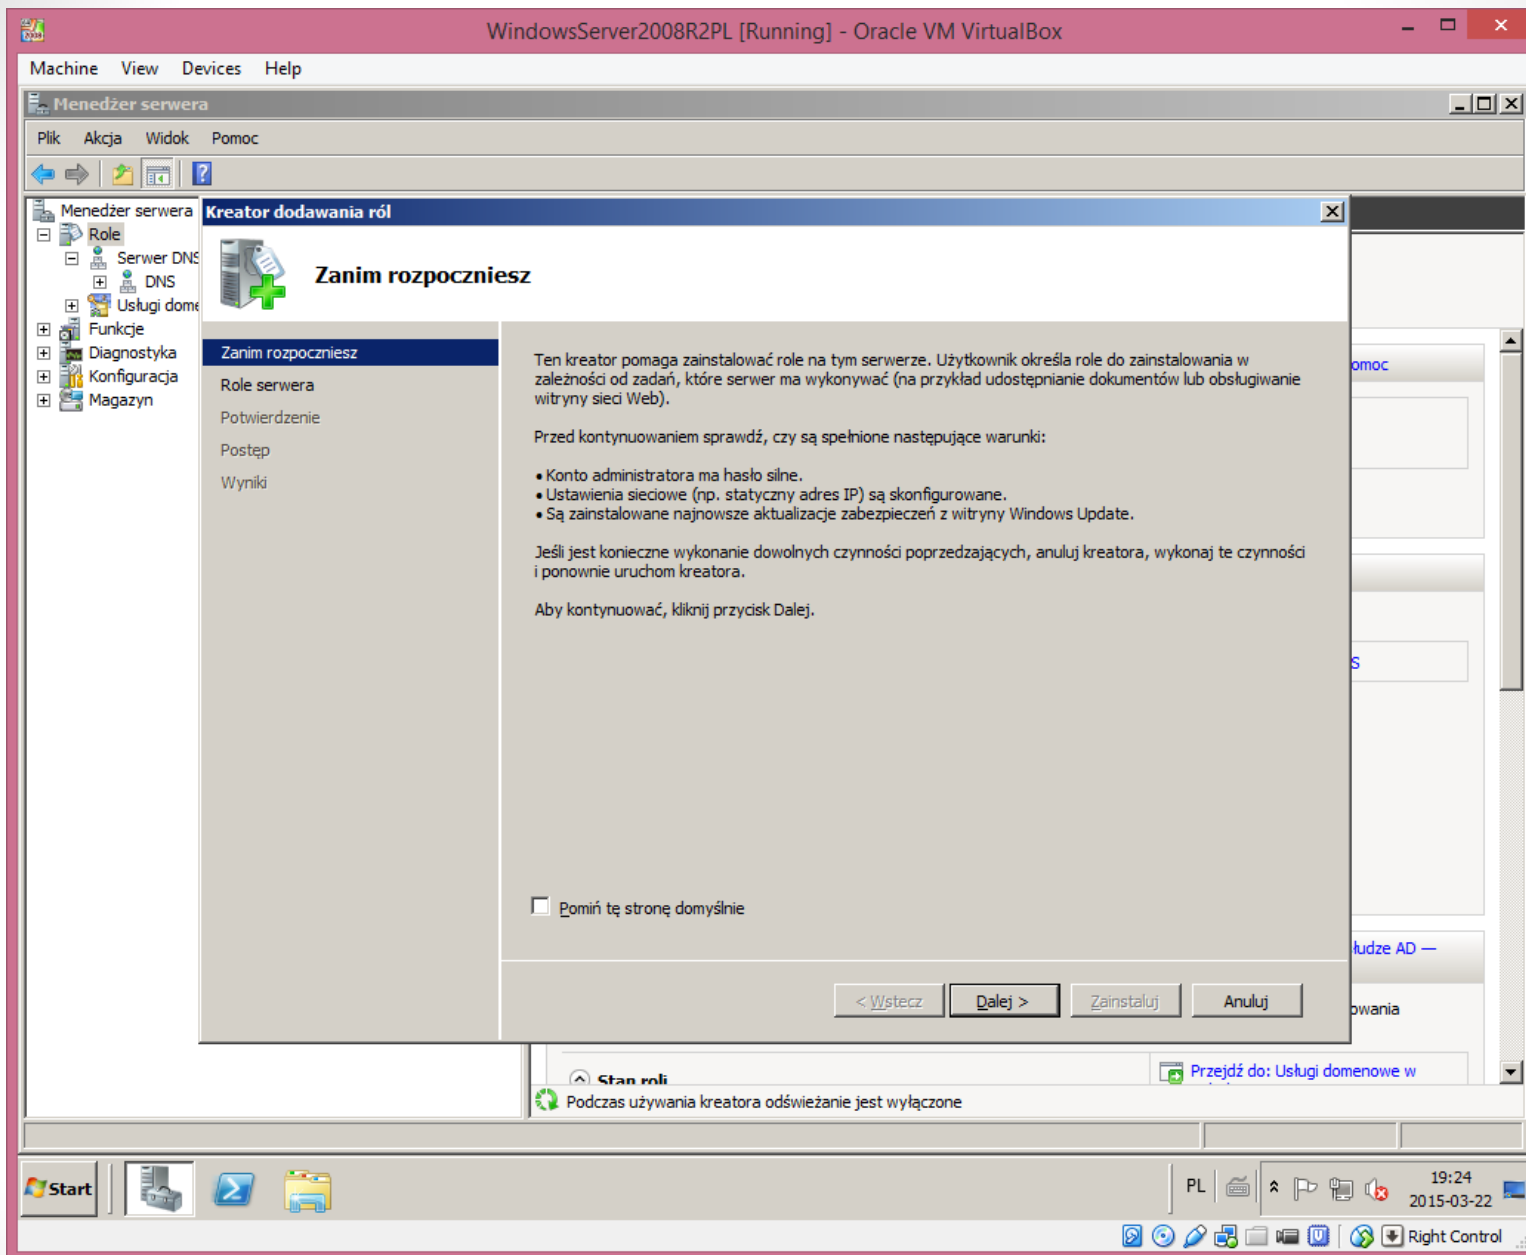 WindowsServer2008R2PL [Running] - Oracle VM VirtualBox
Machine View Devices Help
Menedżer serwera
Plik Akcja Widok Pomoc
Menedżer serwera
Role
Serwer DNS
DNS
Usługi dome
Funkcje
Diagnostyka
Konfiguracja
Magazyn
Kreator dodawania ról
Zanim rozpoczniesz
Zanim rozpoczniesz
Role serwera
Potwierdzenie
Postęp
Wyniki
Ten kreator pomaga zainstalować role na tym serwerze. Użytkownik określa role do zainstalowania w
zależności od zadań, które serwer ma wykonywać (na przykład udostępnianie dokumentów lub obsługiwanie
witryny sieci Web).
Przed kontynuowaniem sprawdź, czy są spełnione następujące warunki:
• Konto administratora ma hasło silne.
• Ustawienia sieciowe (np. statyczny adres IP) są skonfigurowane.
• Są zainstalowane najnowsze aktualizacje zabezpieczeń z witryny Windows Update.
Jeśli jest konieczne wykonanie dowolnych czynności poprzedzających, anuluj kreatora, wykonaj te czynności
i ponownie uruchom kreatora.
Aby kontynuować, kliknij przycisk Dalej.
Pomiń tę stronę domyślnie
< Wstecz Dalej > Zainstaluj Anuluj
omoc
S
łudze AD —
owania
Stan roli
Przejdź do: Usługi domenowe w
Podczas używania kreatora odświeżanie jest wyłączone
Start
PL
19:24
2015-03-22
Right Control